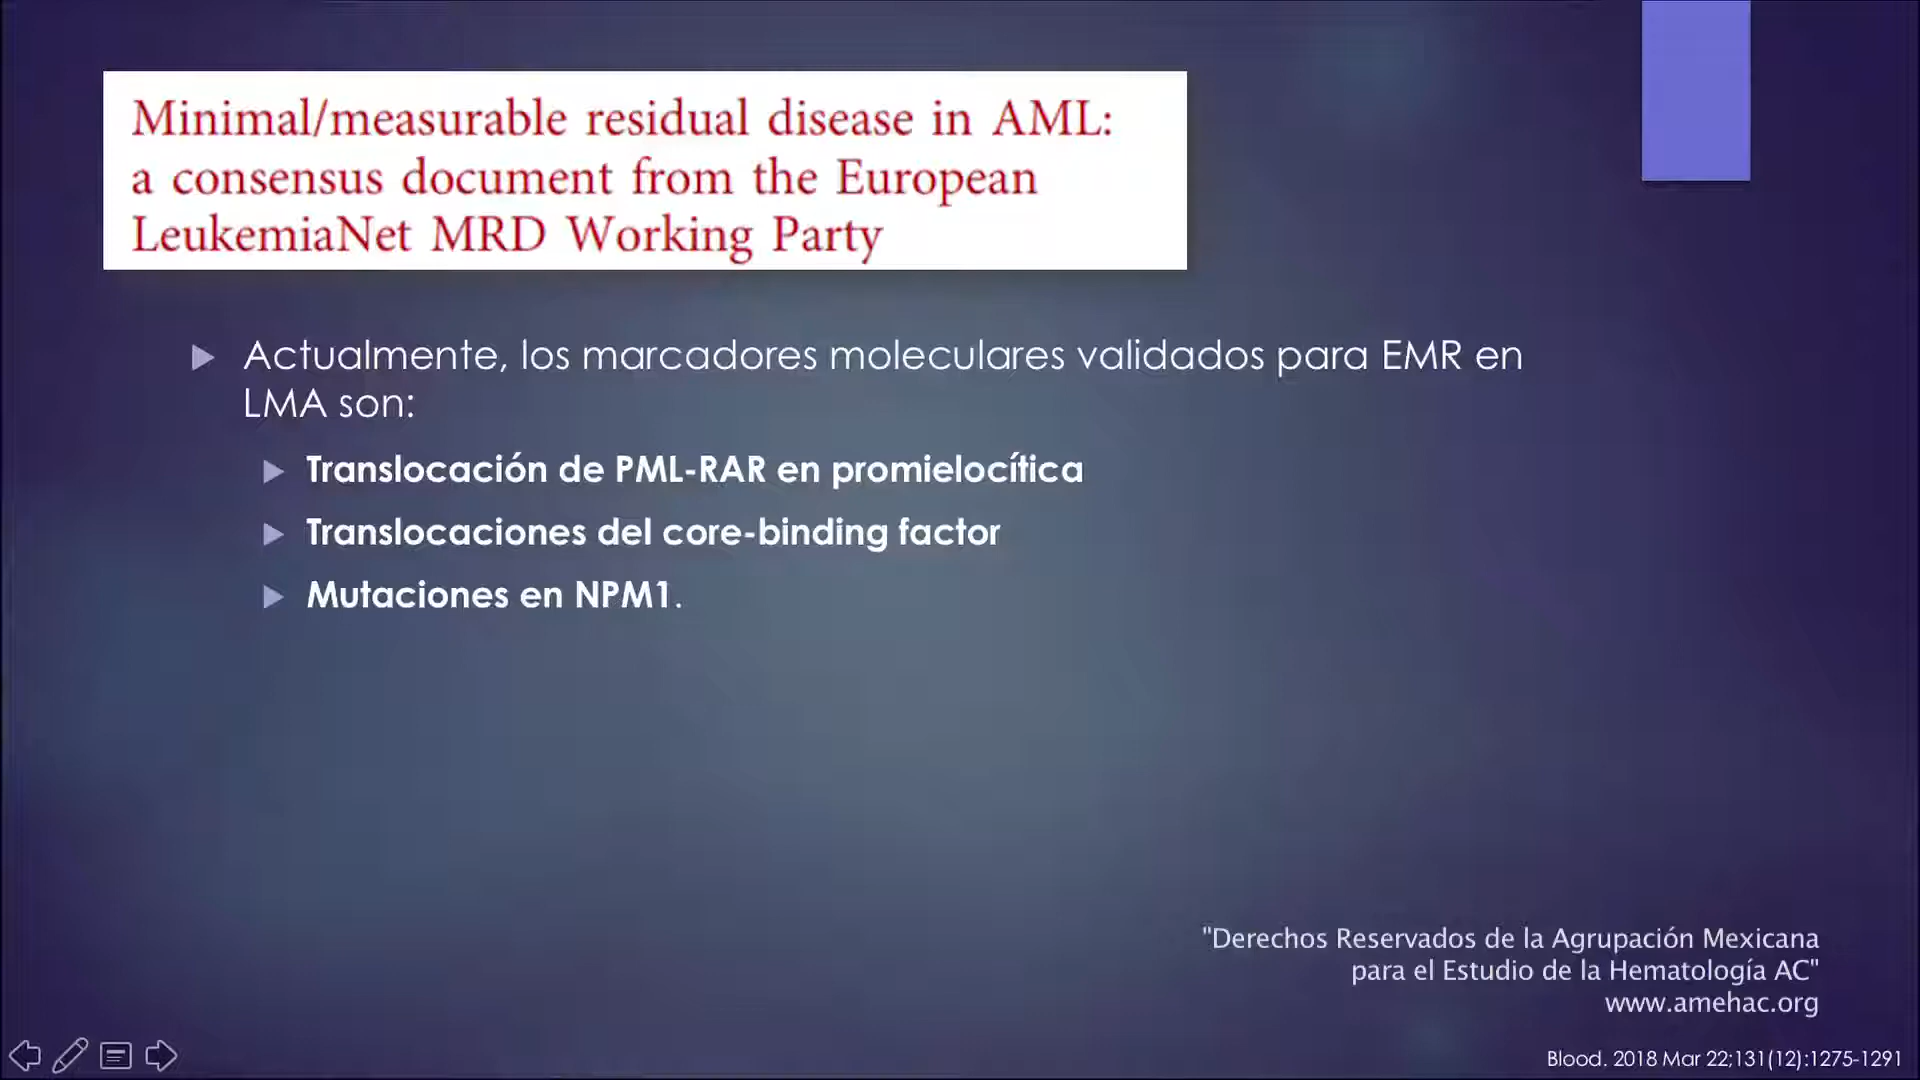 Minimal/measurable residual disease in AML:
a consensus document from the European
LeukemiaNet MRD Working Party
Actualmente, los marcadores moleculares validados para EMR en
LMA son:
Translocación de PML-RAR en promielocítica
Translocaciones del core-binding factor
Mutaciones en NPM1.
"Derechos Reservados de la Agrupación Mexicana
para el Estudio de la Hematología AC"
www.amehac.org
Blood. 2018 Mar 22;131(12):1275-1291